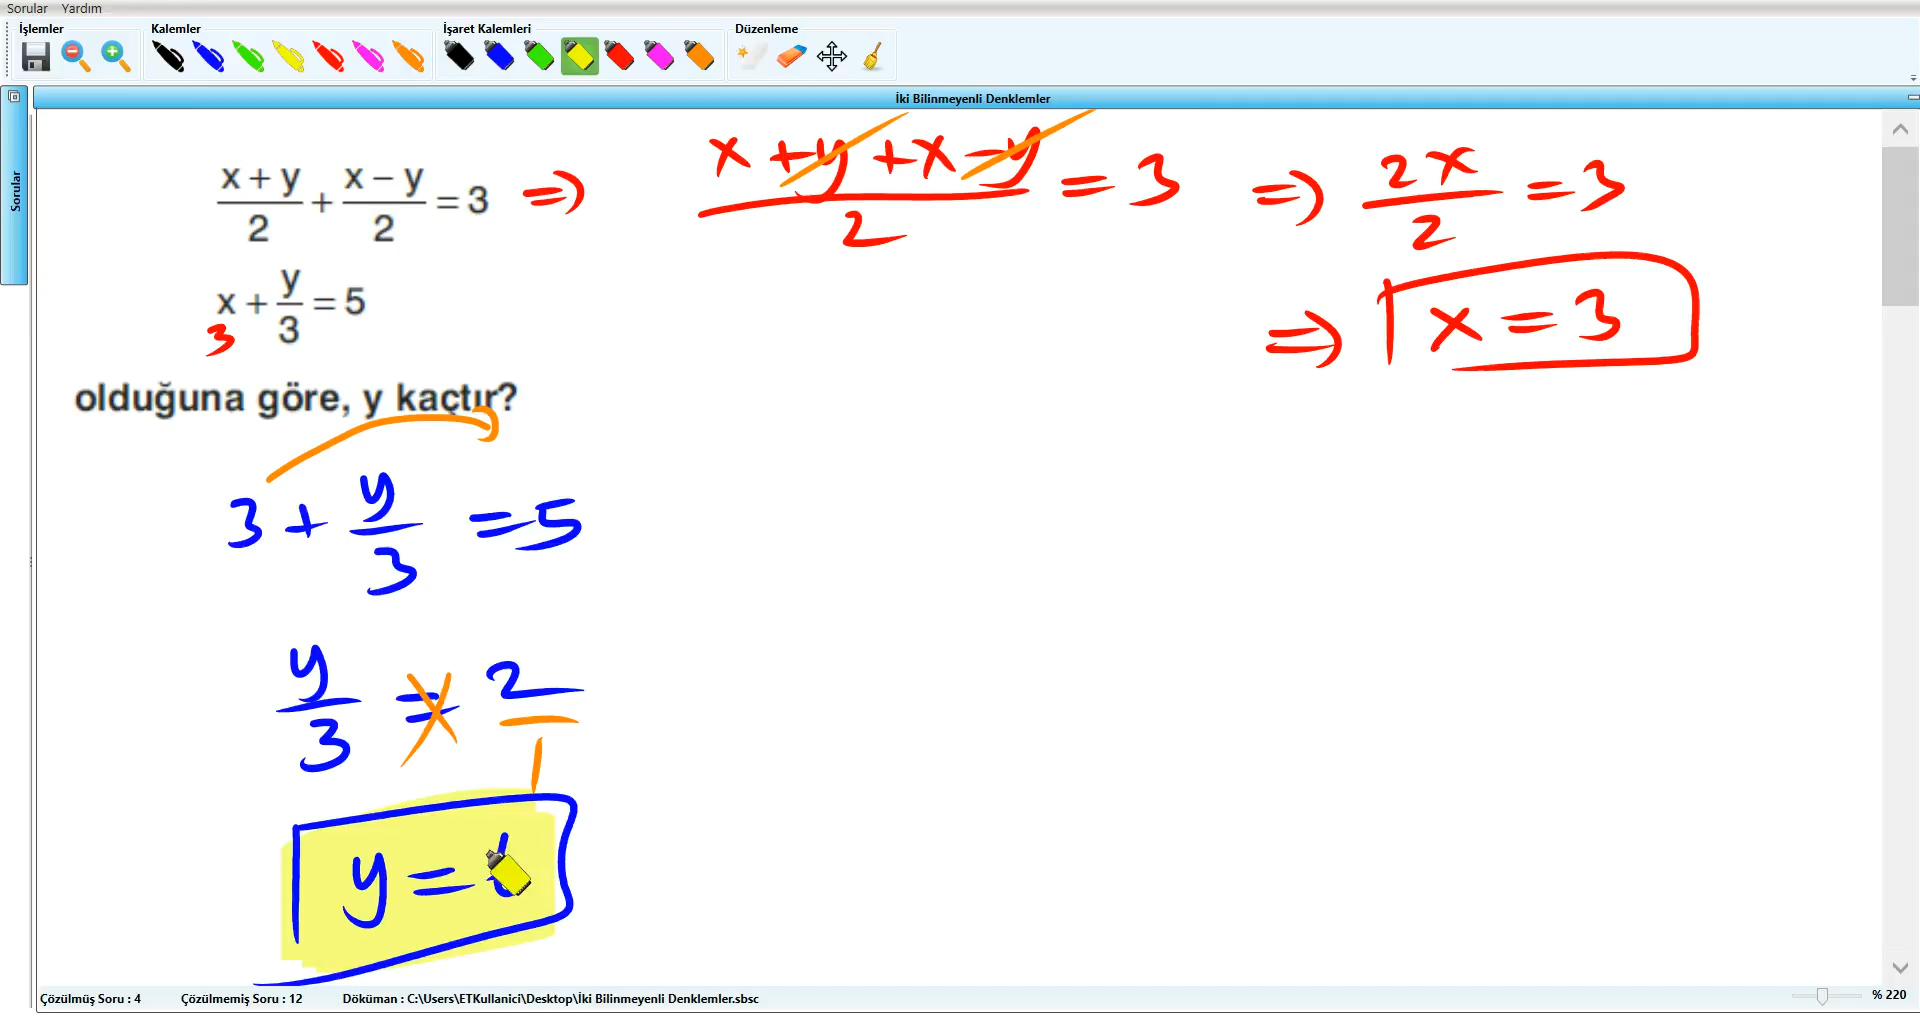 Sorular Yardım
İşlemler Kalemler İşaret Kalemleri Düzenleme
İki Bilinmeyenli Denklemler
Sorular
x + y / 2 + x − y / 2 = 3 ⇒ x + y + x − y / 2 = 3 ⇒ 2x / 2 = 3
x + y / 3 = 5
3
⇒ x = 3
olduğuna göre, y kaçtır?
3 + y / 3 = 5
y / 3 = 2 / 1
y =
Çözülmüş Soru : 4 Çözülmemiş Soru : 12 Döküman : C:\Users\ETKullanici\Desktop\İki Bilinmeyenli Denklemler.sbsc % 220